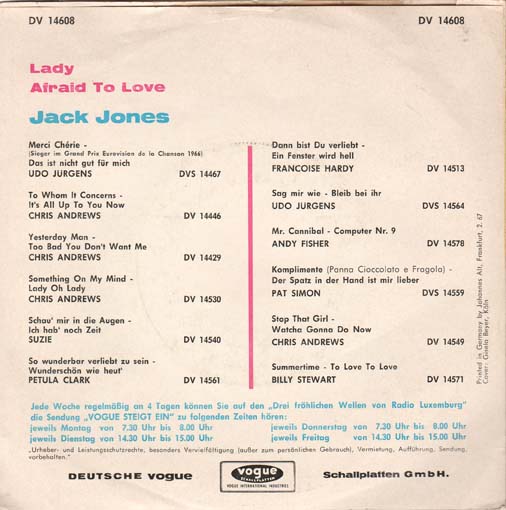 DV 14608
DV 14608
Lady
Afraid To Love
Jack Jones
Merci Chérie -
(Sieger im Grand Prix Eurovision de la Chanson 1966)
Das ist nicht gut für mich
UDO JURGENS DVS 14467
To Whom It Concerns -
It's All Up To You Now
CHRIS ANDREWS DV 14446
Yesterday Man -
Too Bad You Don't Want Me
CHRIS ANDREWS DV 14429
Something On My Mind -
Lady Oh Lady
CHRIS ANDREWS DV 14530
Schau' mir in die Augen -
Ich hab' noch Zeit
SUZIE DV 14540
So wunderbar verliebt zu sein -
Wunderschön wie heut'
PETULA CLARK DV 14561
Dann bist Du verliebt -
Ein Fenster wird hell
FRANCOISE HARDY DV 14513
Sag mir wie - Bleib bei ihr
UDO JURGENS DVS 14564
Mr. Cannibal - Computer Nr. 9
ANDY FISHER DV 14578
Komplimente (Panna Cioccolato e Fragola) -
Der Spatz in der Hand ist mir lieber
PAT SIMON DVS 14559
Stop That Girl -
Watcha Gonna Do Now
CHRIS ANDREWS DV 14549
Summertime - To Love To Love
BILLY STEWART DV 14571
Printed in Germany by Johannes Alt, Frankfurt, 2. 67
Cover: Gisela Beyer, Köln
Jede Woche regelmäßig an 4 Tagen können Sie auf den „Drei fröhlichen Wellen von Radio Luxemburg"
die Sendung „VOGUE STEIGT EIN" zu folgenden Zeiten hören:
jeweils Montag von 7.30 Uhr bis 8.00 Uhr
jeweils Dienstag von 14.30 Uhr bis 15.00 Uhr
jeweils Donnerstag von 7.30 Uhr bis 8.00 Uhr
jeweils Freitag von 14.30 Uhr bis 15.00 Uhr
„Urheber- und Leistungsschutzrechte, besonders Vervielfältigung (außer zum persönlichen Gebrauch), Vermietung, Aufführung, Sendung,
vorbehalten."
DEUTSCHE VOGUE
vogue
SCHALLPLATTEN
VOGUE INTERNATIONAL INDUSTRIES
Schallplatten GmbH.